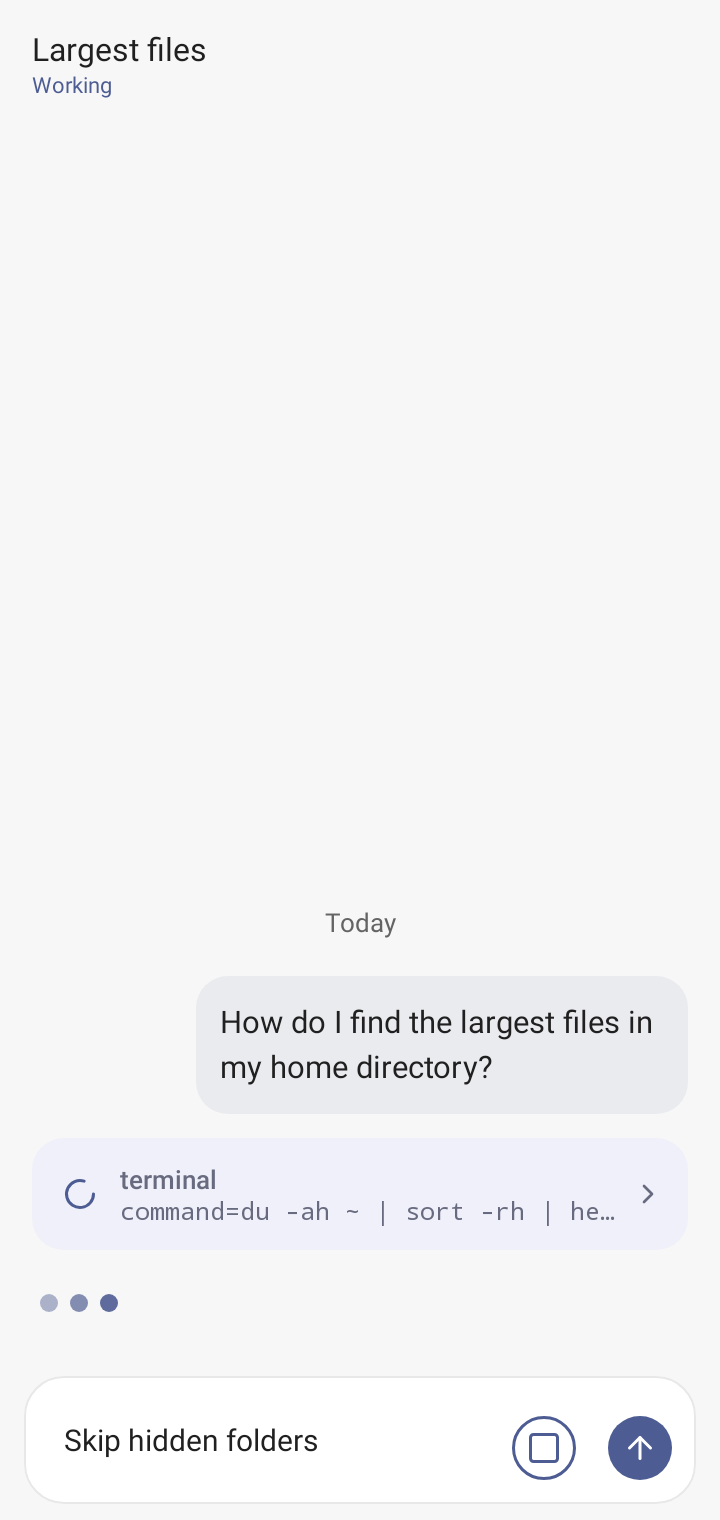 Largest files
Working
Today
How do I find the largest files in
my home directory?
terminal
command=du -ah ~ | sort -rh | he…
Skip hidden folders